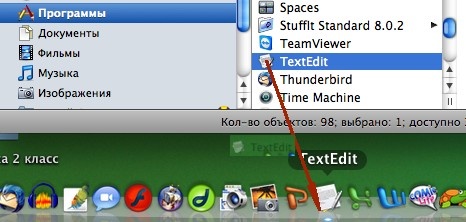 Программы
Документы
Фильмы
Музыка
Изображения
Spaces
StuffIt Standard 8.0.2
TeamViewer
TextEdit
Thunderbird
Time Machine
Кол-во объектов: 98; выбрано: 1; доступно
TextEdit
а 2 класс
TextEdit